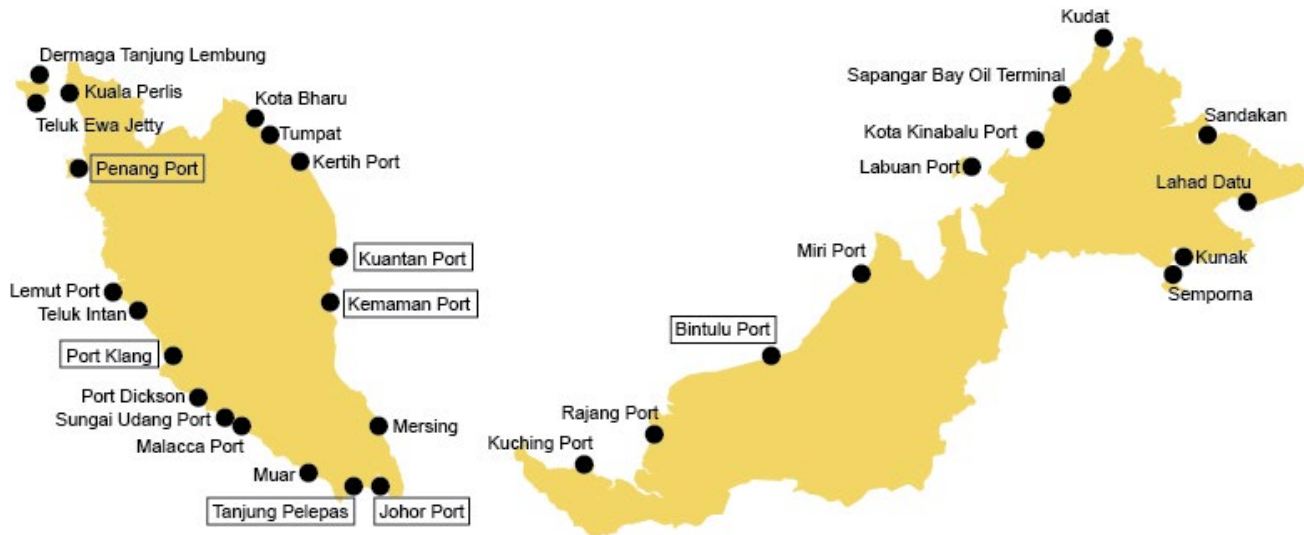 Dermaga Tanjung Lembung
Kuala Perlis
Teluk Ewa Jetty
Penang Port
Kota Bharu
Tumpat
Kertih Port
Kuantan Port
Kemaman Port
Lemut Port
Teluk Intan
Port Klang
Port Dickson
Sungai Udang Port
Malacca Port
Mersing
Muar
Tanjung Pelepas
Johor Port
Kudat
Sapangar Bay Oil Terminal
Sandakan
Kota Kinabalu Port
Labuan Port
Lahad Datu
Miri Port
Kunak
Semporna
Bintulu Port
Rajang Port
Kuching Port